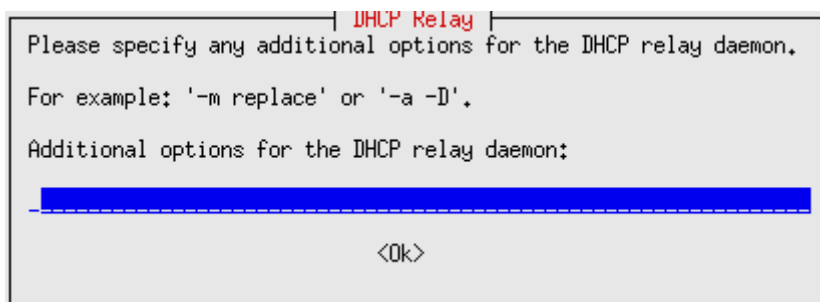 DHCP Relay
Please specify any additional options for the DHCP relay daemon.
For example: '-m replace' or '-a -D'.
Additional options for the DHCP relay daemon:
<Ok>